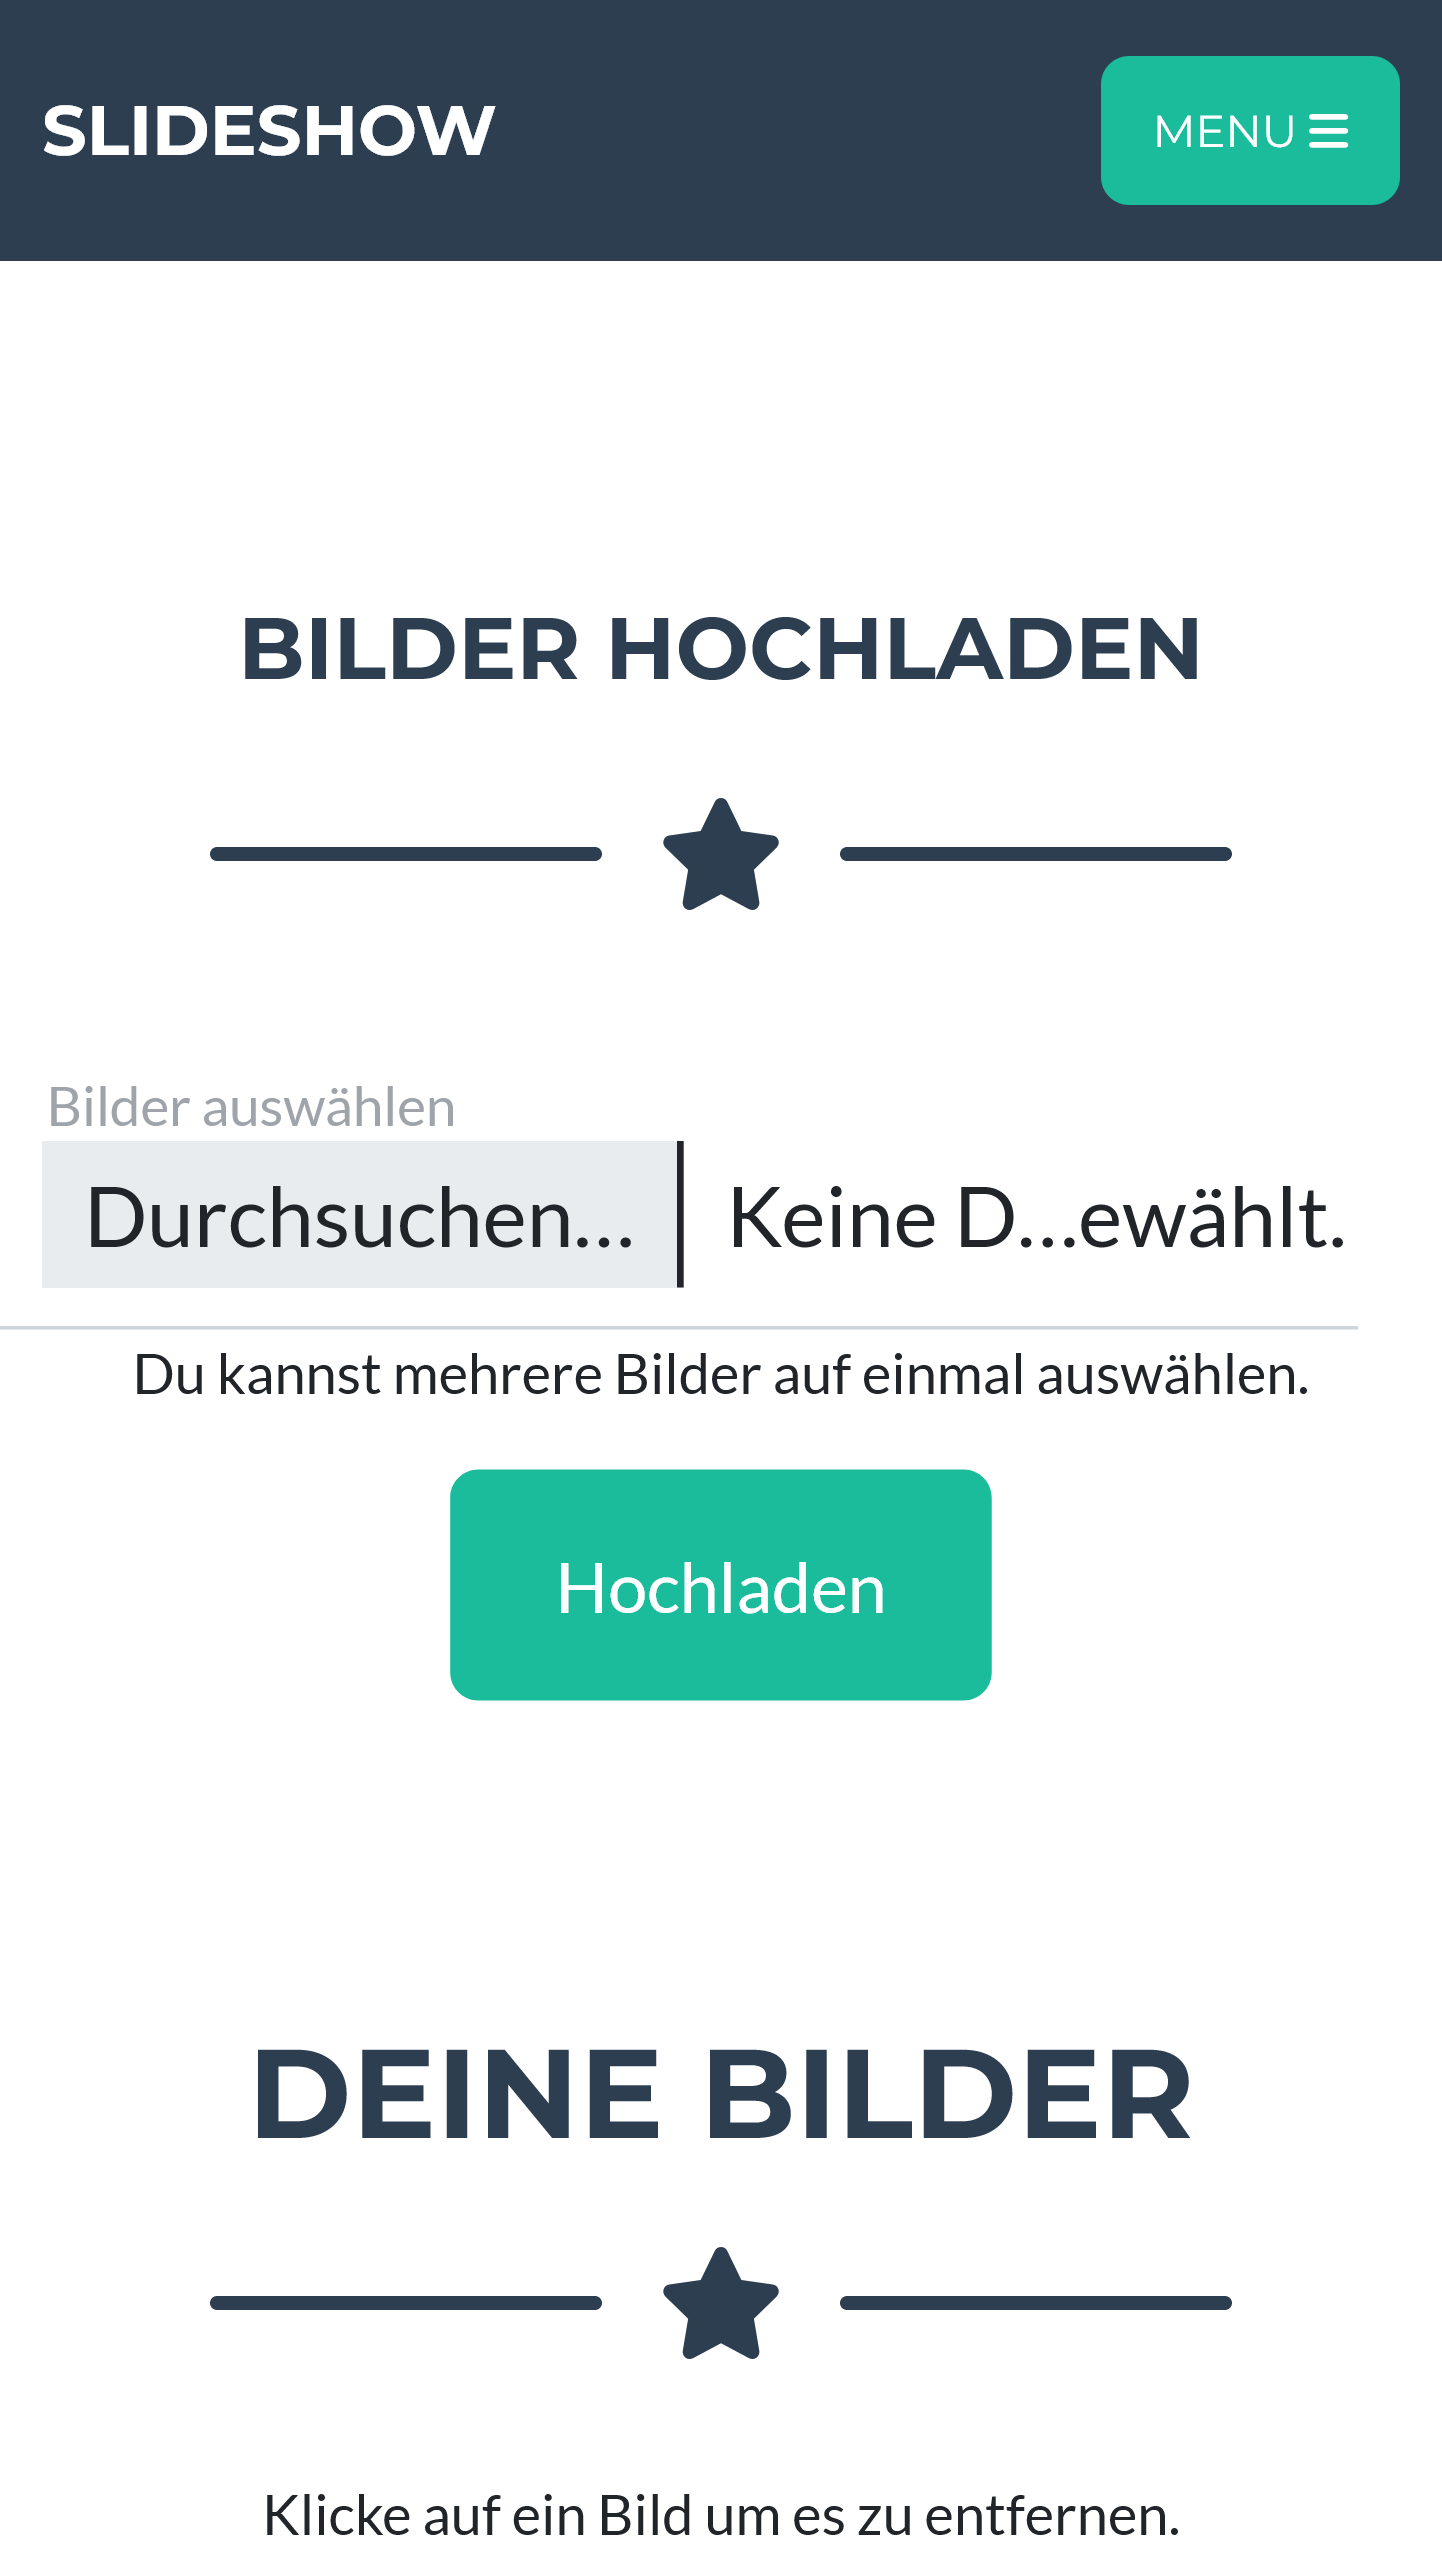 SLIDESHOW
MENU
BILDER HOCHLADEN
Bilder auswählen
Durchsuchen… Keine D…ewählt.
Du kannst mehrere Bilder auf einmal auswählen.
Hochladen
DEINE BILDER
Klicke auf ein Bild um es zu entfernen.